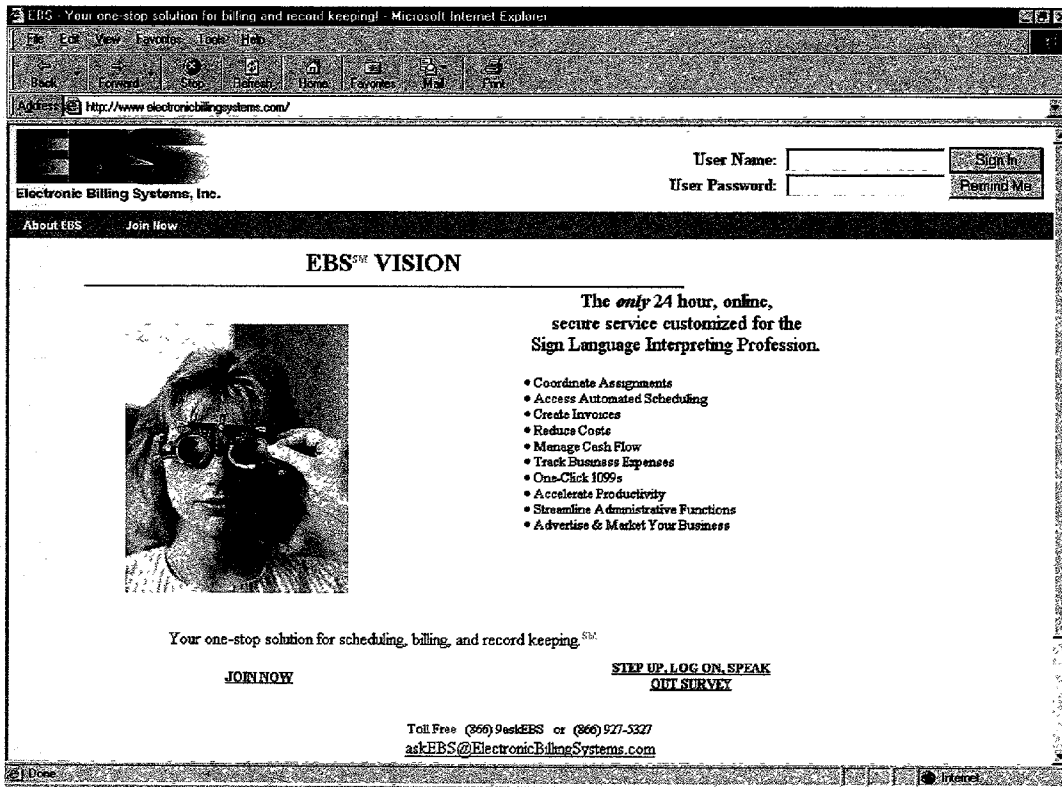 EBS - Your one-stop solution for billing and record keeping! - Microsoft Internet Explorer
File Edit View Favorites Tools Help
Back Forward Stop Refresh Home Favorites Mail Print
Address http://www.electronicbillingsystems.com/
EBS
Electronic Billing Systems, Inc.
User Name: Sign In
User Password: Remind Me
About EBS Join Now
EBS℠ VISION
The only 24 hour, online,
secure service customized for the
Sign Language Interpreting Profession.
• Coordinate Assignments
• Access Automated Scheduling
• Create Invoices
• Reduce Costs
• Manage Cash Flow
• Track Business Expenses
• One-Click 1099s
• Accelerate Productivity
• Streamline Administrative Functions
• Advertise & Market Your Business
Your one-stop solution for scheduling, billing, and record keeping.℠
JOIN NOW
STEP UP, LOG ON, SPEAK
OUT SURVEY
Toll Free (866) 9askEBS or (866) 927-5327
askEBS@ElectronicBillingSystems.com
Done Internet